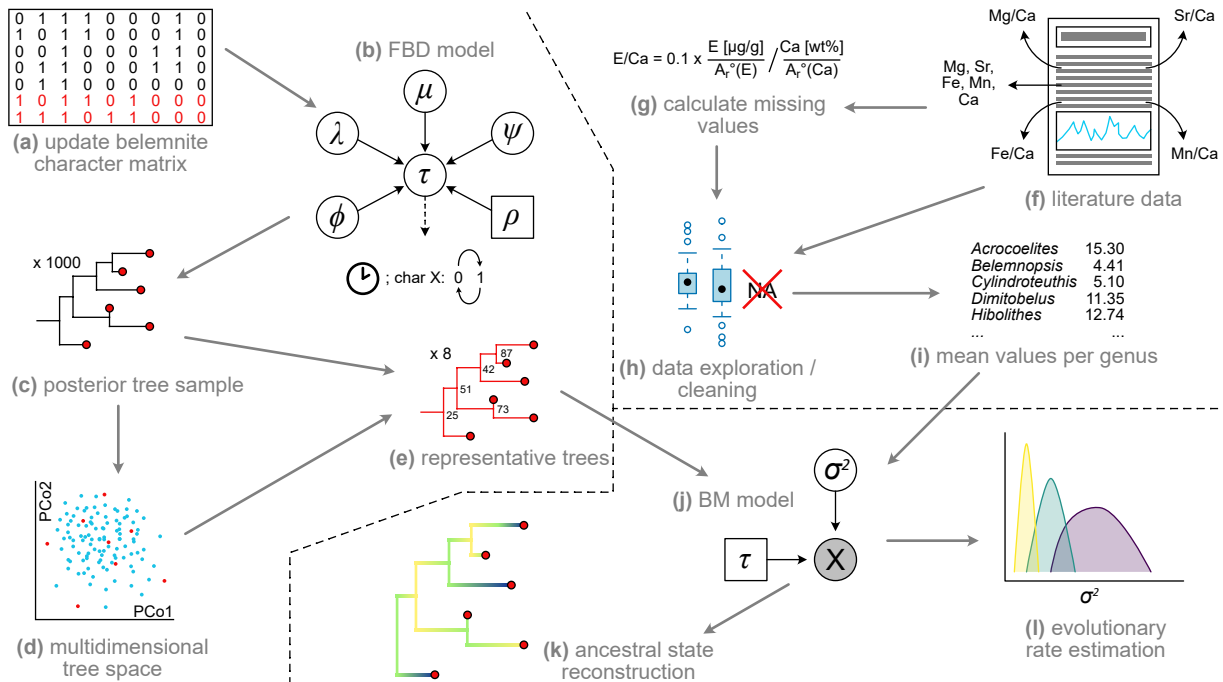 0 1 1 1 0 0 0 1 0
1 0 1 1 0 0 0 0 0
0 1 0 0 0 0 1 1 0
0 0 1 1 0 0 1 1 0
0 0 1 1 0 0 0 0 0
1 0 1 1 0 1 0 0 0
1 1 1 0 1 1 0 0 0
(a) update belemnite
character matrix
(b) FBD model
μ
λ
ψ
τ
ϕ
ρ
; char X: 0 1
x 1000
(c) posterior tree sample
PCo2
PCo1
(d) multidimensional
tree space
x 8
87
42
51
73
25
(e) representative trees
Mg/Ca
Sr/Ca
Mg, Sr,
Fe, Mn,
Ca
Fe/Ca
Mn/Ca
(f) literature data
E/Ca = 0.1 x E [µg/g] / Ca [wt%]
Ar°(E) Ar°(Ca)
(g) calculate missing
values
NA
(h) data exploration /
cleaning
Acrocoelites 15.30
Belemnopsis 4.41
Cylindroteuthis 5.10
Dimitobelus 11.35
Hibolithes 12.74
... ...
(i) mean values per genus
(j) BM model
σ²
τ
X
(k) ancestral state
reconstruction
σ²
(l) evolutionary
rate estimation